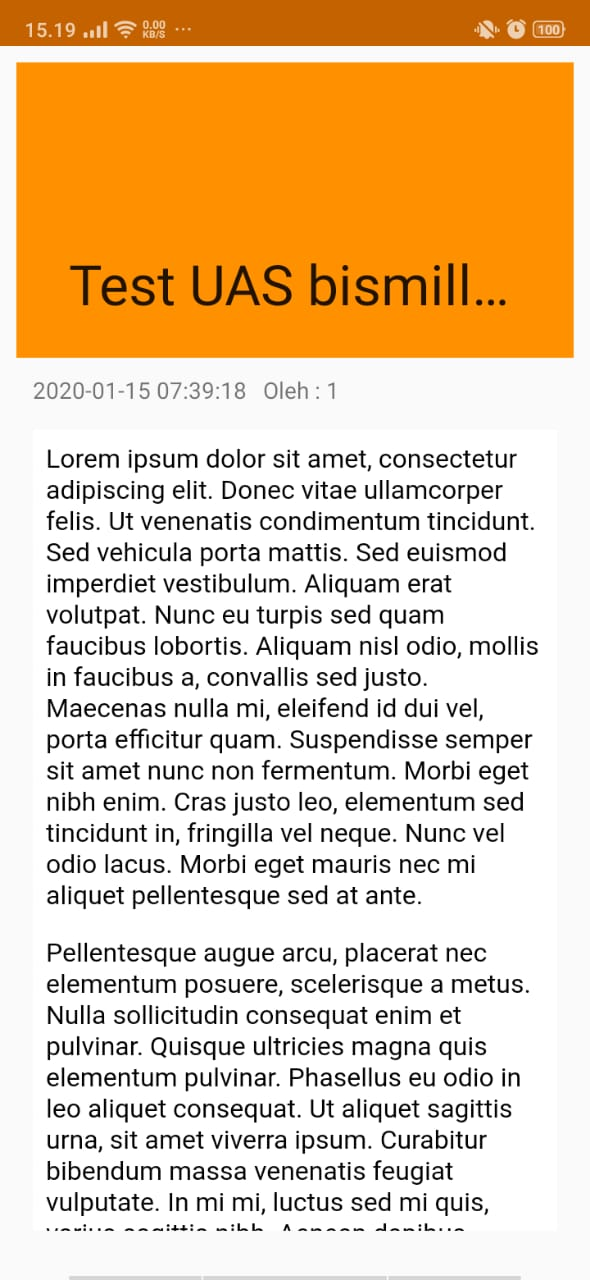 15.19 0.00 KB/S ... 100
Test UAS bismill...
2020-01-15 07:39:18 Oleh : 1
Lorem ipsum dolor sit amet, consectetur
adipiscing elit. Donec vitae ullamcorper
felis. Ut venenatis condimentum tincidunt.
Sed vehicula porta mattis. Sed euismod
imperdiet vestibulum. Aliquam erat
volutpat. Nunc eu turpis sed quam
faucibus lobortis. Aliquam nisl odio, mollis
in faucibus a, convallis sed justo.
Maecenas nulla mi, eleifend id dui vel,
porta efficitur quam. Suspendisse semper
sit amet nunc non fermentum. Morbi eget
nibh enim. Cras justo leo, elementum sed
tincidunt in, fringilla vel neque. Nunc vel
odio lacus. Morbi eget mauris nec mi
aliquet pellentesque sed at ante.
Pellentesque augue arcu, placerat nec
elementum posuere, scelerisque a metus.
Nulla sollicitudin consequat enim et
pulvinar. Quisque ultricies magna quis
elementum pulvinar. Phasellus eu odio in
leo aliquet consequat. Ut aliquet sagittis
urna, sit amet viverra ipsum. Curabitur
bibendum massa venenatis feugiat
vulputate. In mi mi, luctus sed mi quis,